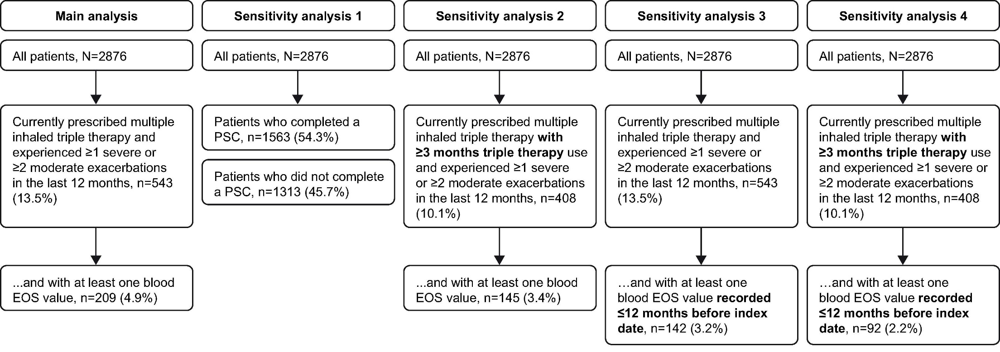 Main analysis
All patients, N=2876
Currently prescribed multiple
inhaled triple therapy and
experienced ≥1 severe or
≥2 moderate exacerbations
in the last 12 months, n=543
(13.5%)
...and with at least one blood
EOS value, n=209 (4.9%)
Sensitivity analysis 1
All patients, N=2876
Patients who completed a
PSC, n=1563 (54.3%)
Patients who did not complete
a PSC, n=1313 (45.7%)
Sensitivity analysis 2
All patients, N=2876
Currently prescribed multiple
inhaled triple therapy with
≥3 months triple therapy use
and experienced ≥1 severe
or ≥2 moderate exacerbations
in the last 12 months, n=408
(10.1%)
...and with at least one blood
EOS value, n=145 (3.4%)
Sensitivity analysis 3
All patients, N=2876
Currently prescribed multiple
inhaled triple therapy and
experienced ≥1 severe or
≥2 moderate exacerbations
in the last 12 months, n=543
(13.5%)
…and with at least one
blood EOS value recorded
≤12 months before index
date, n=142 (3.2%)
Sensitivity analysis 4
All patients, N=2876
Currently prescribed multiple
inhaled triple therapy with
≥3 months triple therapy use
and experienced ≥1 severe or
≥2 moderate exacerbations
in the last 12 months, n=408
(10.1%)
…and with at least one
blood EOS value recorded
≤12 months before index
date, n=92 (2.2%)